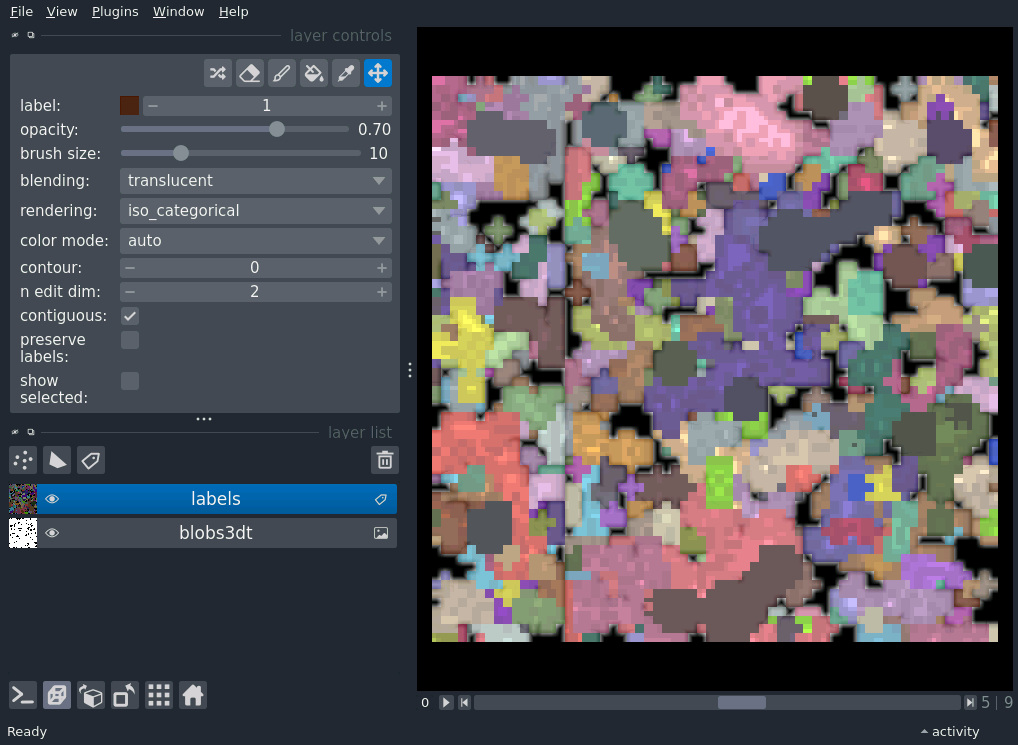 File View Plugins Window Help
layer controls
label: 1
opacity: 0.70
brush size: 10
blending: translucent
rendering: iso_categorical
color mode: auto
contour: 0
n edit dim: 2
contiguous:
preserve
labels:
show
selected:
layer list
labels
blobs3dt
0 5 | 9
Ready activity